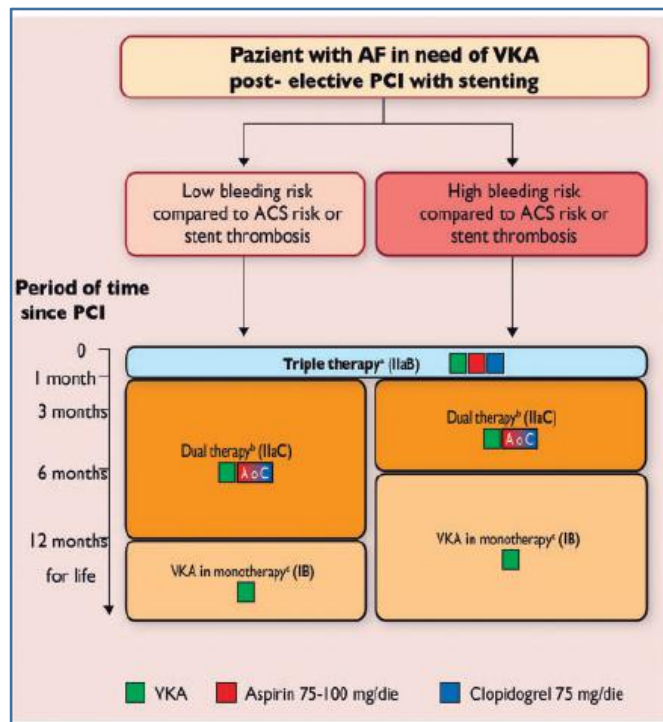 Pazient with AF in need of VKA
post- elective PCI with stenting
Low bleeding risk
compared to ACS risk or
stent thrombosis
High bleeding risk
compared to ACS risk or
stent thrombosis
Period of time
since PCI
0
Triple therapyᵃ (IIaB)
1 month
3 months
Dual therapyᵇ (IIaC)
A o C
Dual therapyᵇ (IIaC)
A o C
6 months
12 months
VKA in monotherapyᶜ (IB)
for life
VKA in monotherapyᶜ (IB)
VKA
Aspirin 75-100 mg/die
Clopidogrel 75 mg/die